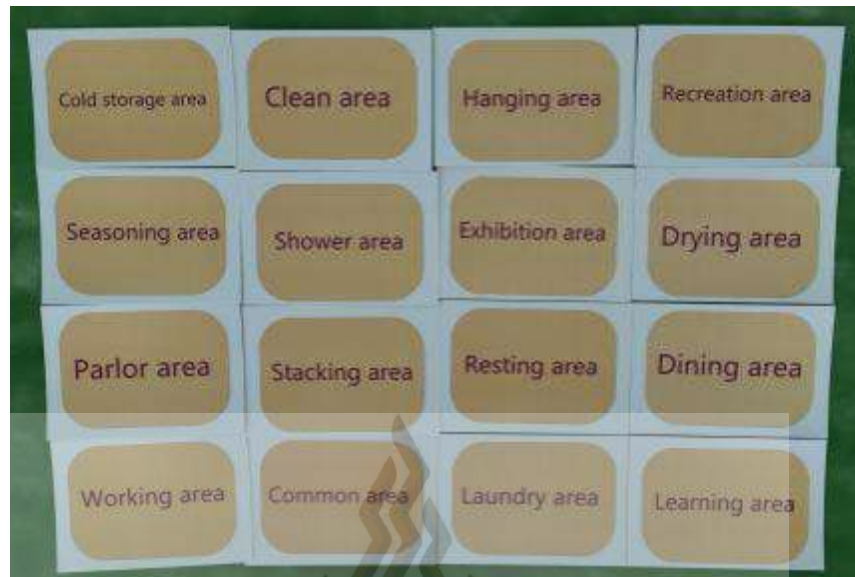 Cold storage area
Clean area
Hanging area
Recreation area
Seasoning area
Shower area
Exhibition area
Drying area
Parlor area
Stacking area
Resting area
Dining area
Working area
Common area
Laundry area
Learning area